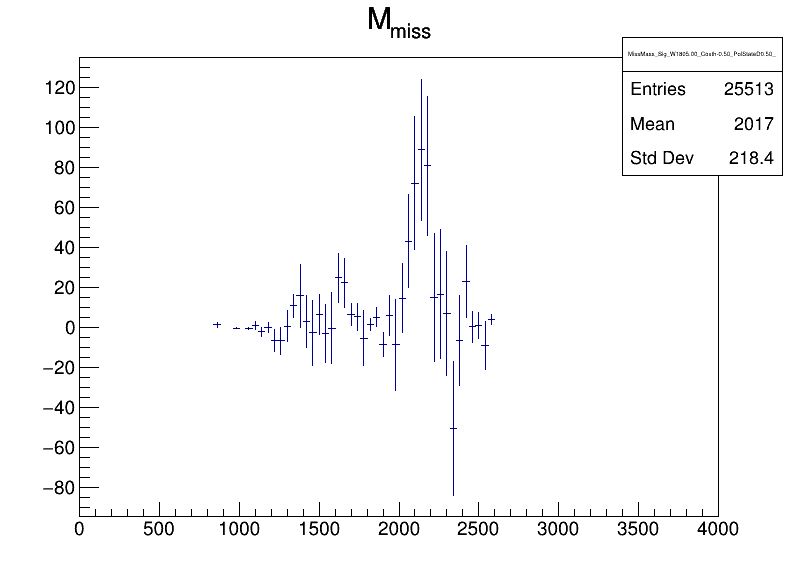 M_miss
MissMass_Sig_W1805.00_Costh-0.50_PolStateD0.50_
Entries 25513
Mean 2017
Std Dev 218.4
120
100
80
60
40
20
0
−20
−40
−60
−80
0 500 1000 1500 2000 2500 3000 3500 4000